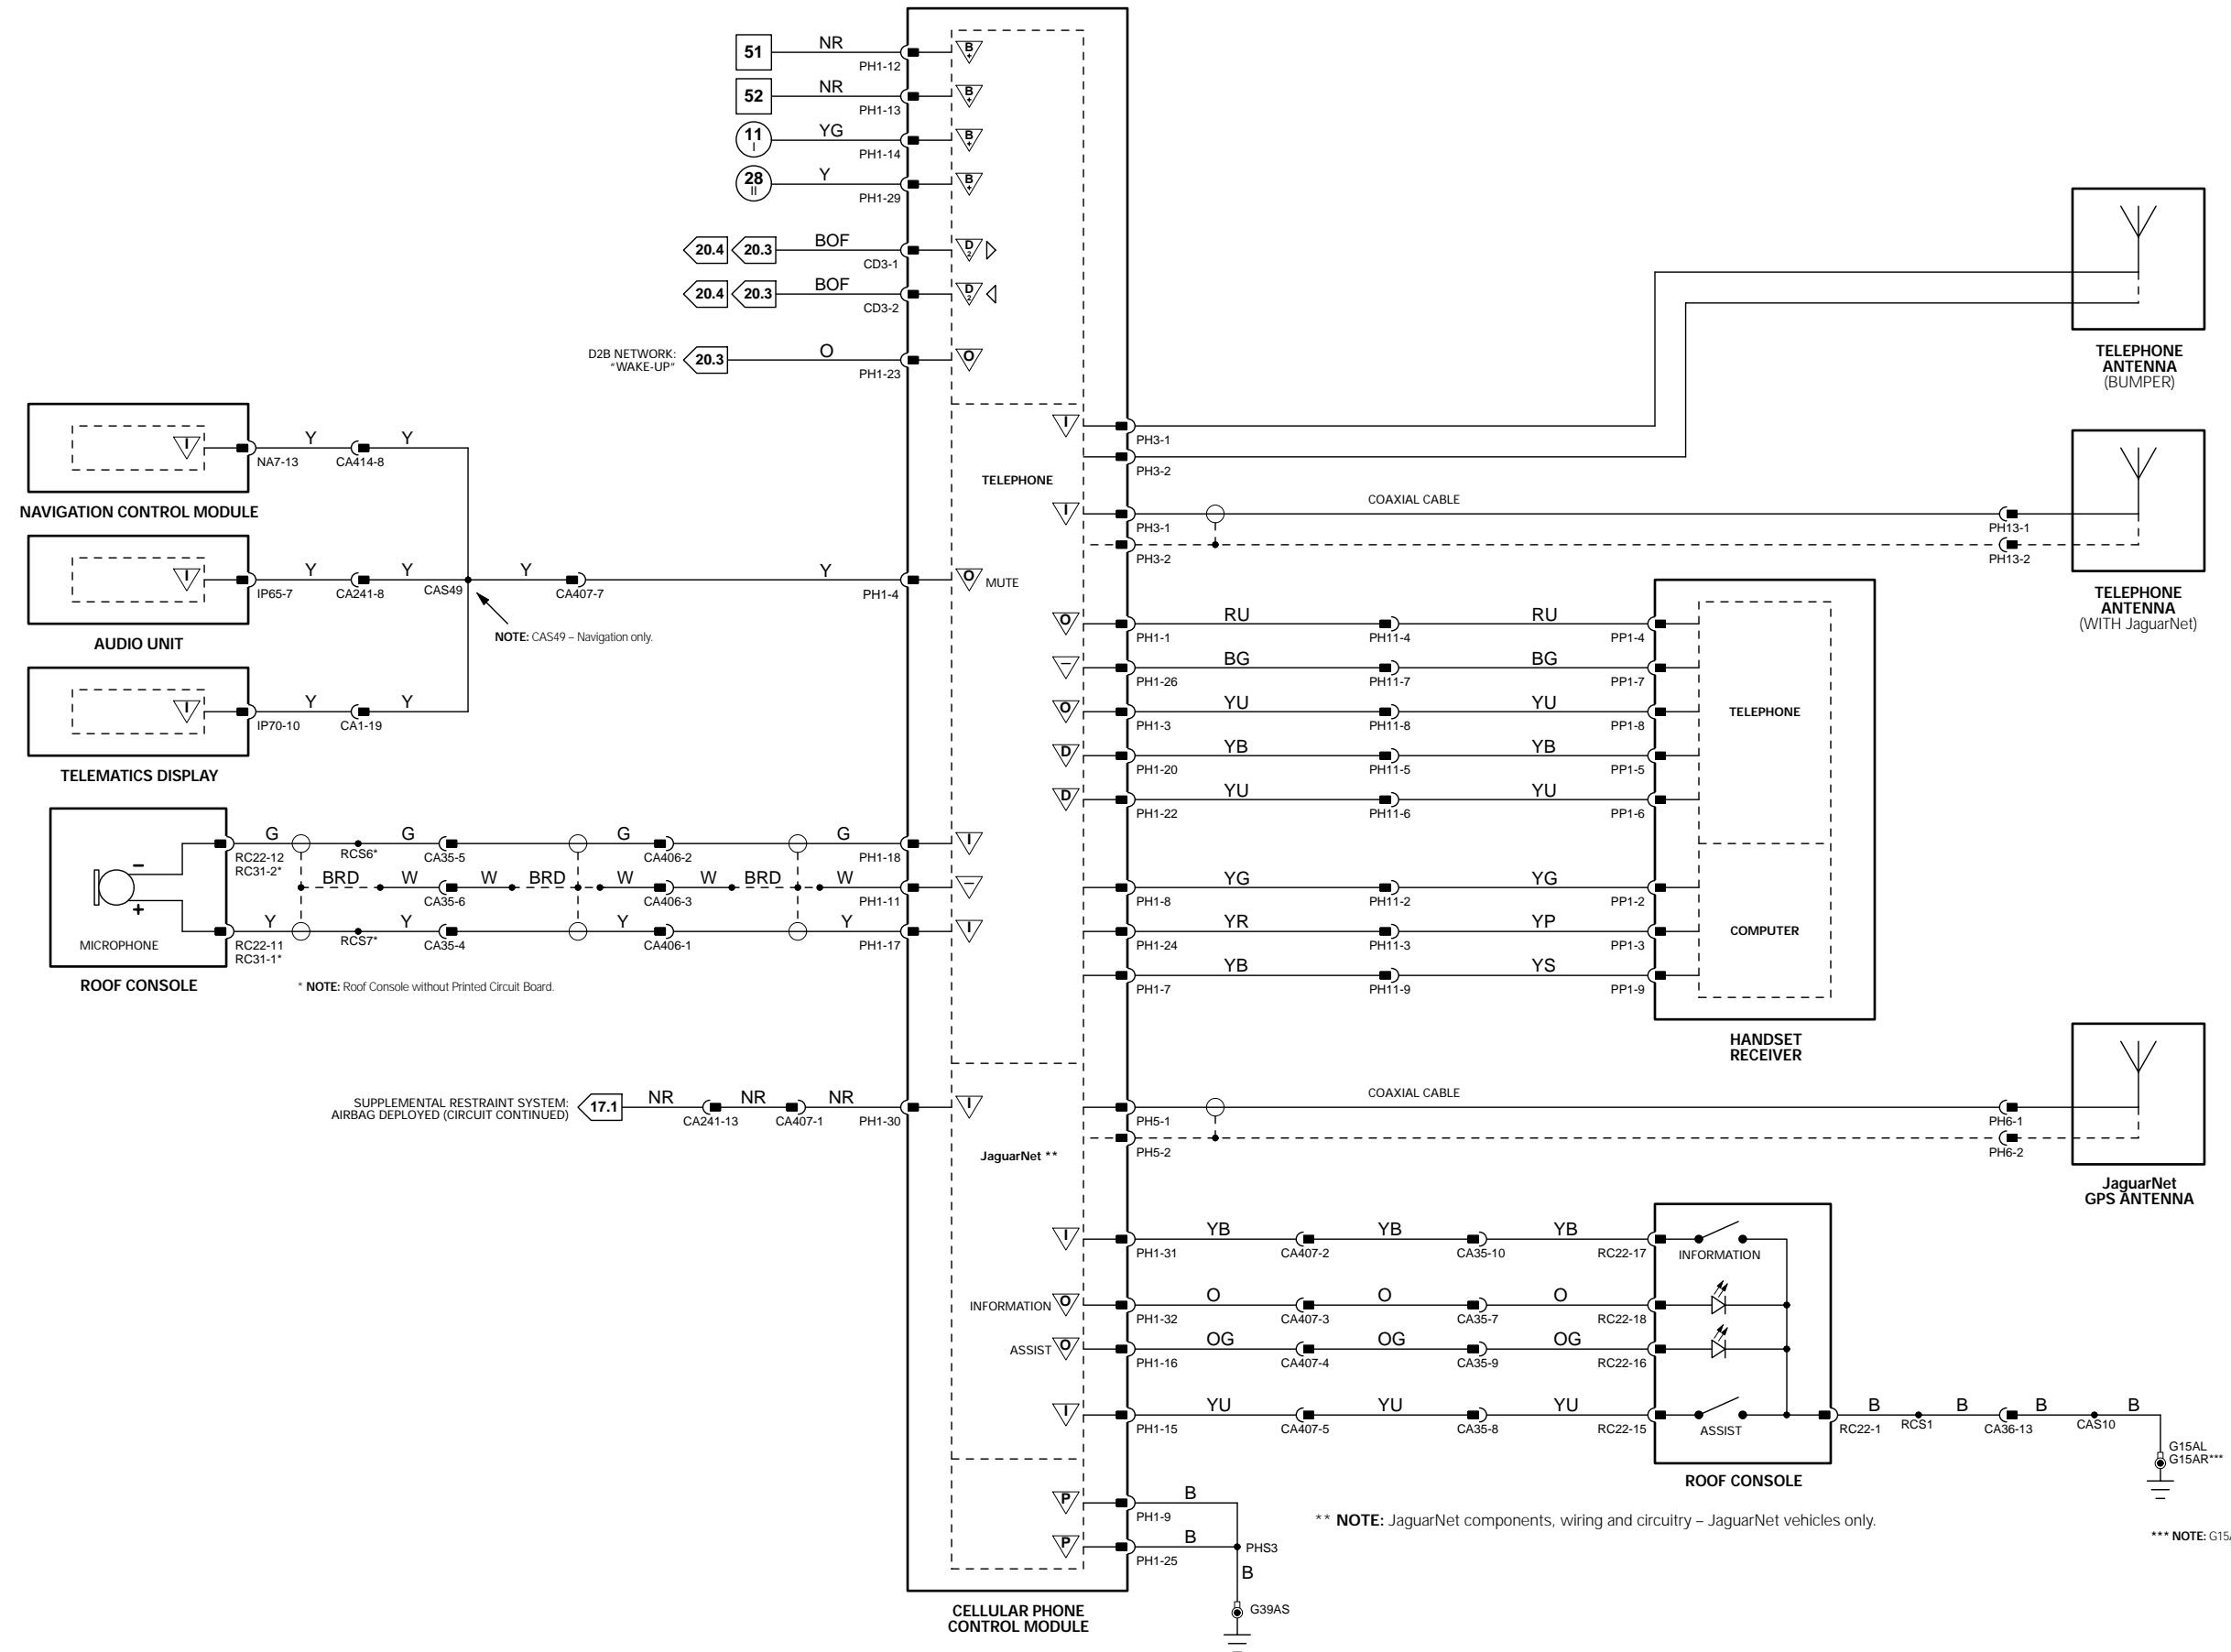 51 NR PH1-12 B+
52 NR PH1-13 B+
11 I YG PH1-14 B+
28 II Y PH1-29 B+
20.4 20.3 BOF CD3-1 D2
20.4 20.3 BOF CD3-2 D2
D2B NETWORK:
"WAKE-UP"
20.3 O PH1-23 O
TELEPHONE
MUTE
I PH3-1
PH3-2
TELEPHONE
ANTENNA
(BUMPER)
I PH3-1 COAXIAL CABLE PH13-1
PH3-2 PH13-2
TELEPHONE
ANTENNA
(WITH JaguarNet)
I NA7-13 Y CA414-8 Y
NAVIGATION CONTROL MODULE
I IP65-7 Y CA241-8 Y CAS49 Y CA407-7 Y PH1-4 O
AUDIO UNIT
NOTE: CAS49 – Navigation only.
I IP70-10 Y CA1-19 Y
TELEMATICS DISPLAY
O PH1-1 RU PH11-4 RU PP1-4
– PH1-26 BG PH11-7 BG PP1-7
O PH1-3 YU PH11-8 YU PP1-8
D PH1-20 YB PH11-5 YB PP1-5
D PH1-22 YU PH11-6 YU PP1-6
TELEPHONE
PH1-8 YG PH11-2 YG PP1-2
PH1-24 YR PH11-3 YP PP1-3
PH1-7 YB PH11-9 YS PP1-9
COMPUTER
HANDSET
RECEIVER
– + MICROPHONE
RC22-12
RC31-2*
G RCS6* G CA35-5 G CA406-2 G PH1-18 I
BRD W CA35-6 W BRD W CA406-3 W BRD W PH1-11 –
RC22-11
RC31-1*
Y RCS7* Y CA35-4 Y CA406-1 Y PH1-17 I
ROOF CONSOLE
* NOTE: Roof Console without Printed Circuit Board.
SUPPLEMENTAL RESTRAINT SYSTEM:
AIRBAG DEPLOYED (CIRCUIT CONTINUED)
17.1 NR CA241-13 NR CA407-1 NR PH1-30 I
JaguarNet **
PH5-1 COAXIAL CABLE PH6-1
PH5-2 PH6-2
JaguarNet
GPS ANTENNA
I PH1-31 YB CA407-2 YB CA35-10 YB RC22-17 INFORMATION
INFORMATION O PH1-32 O CA407-3 O CA35-7 O RC22-18
ASSIST O PH1-16 OG CA407-4 OG CA35-9 OG RC22-16
I PH1-15 YU CA407-5 YU CA35-8 YU RC22-15 ASSIST
RC22-1 B RCS1 B CA36-13 B CAS10 B
G15AL
G15AR***
ROOF CONSOLE
P PH1-9 B
P PH1-25 B PHS3
B
G39AS
CELLULAR PHONE
CONTROL MODULE
** NOTE: JaguarNet components, wiring and circuitry – JaguarNet vehicles only.
*** NOTE: